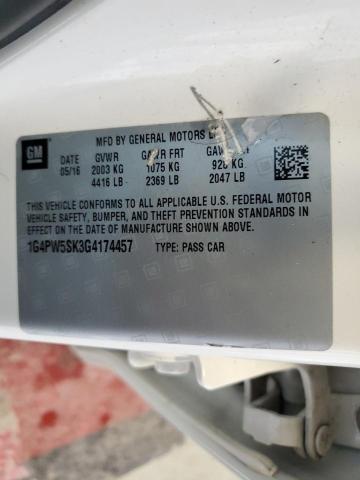 GM
MFD BY GENERAL MOTORS
DATE GVWR GAWR FRT
05/16 2003 KG 1075 KG KG
4416 LB 2369 LB 2047 LB
THIS VEHICLE CONFORMS TO ALL APPLICABLE U.S. FEDERAL MOTOR
VEHICLE SAFETY, BUMPER, AND THEFT PREVENTION STANDARDS IN
EFFECT ON THE DATE OF MANUFACTURE SHOWN ABOVE.
1G4PW5SK3G4174457 TYPE: PASS CAR